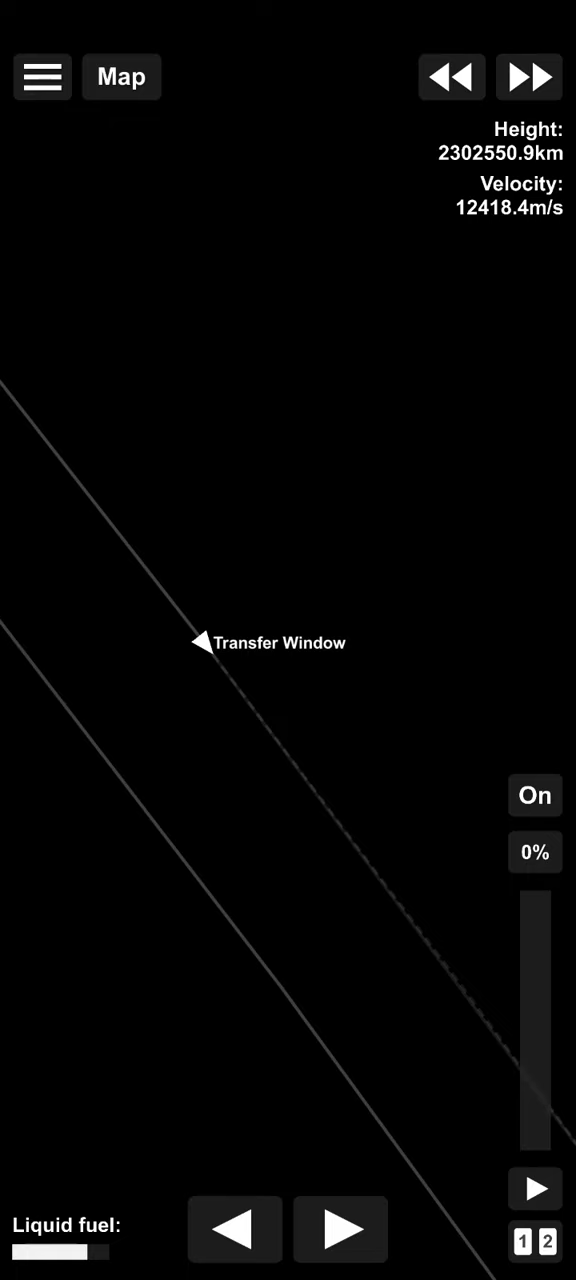 Map
Height:
2302550.9km
Velocity:
12418.4m/s
Transfer Window
On
0%
Liquid fuel:
1 2